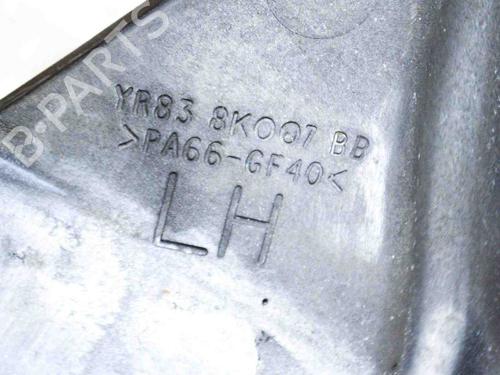 B-PARTS
YR83 8K007 BB
>PA66-GF40<
LH